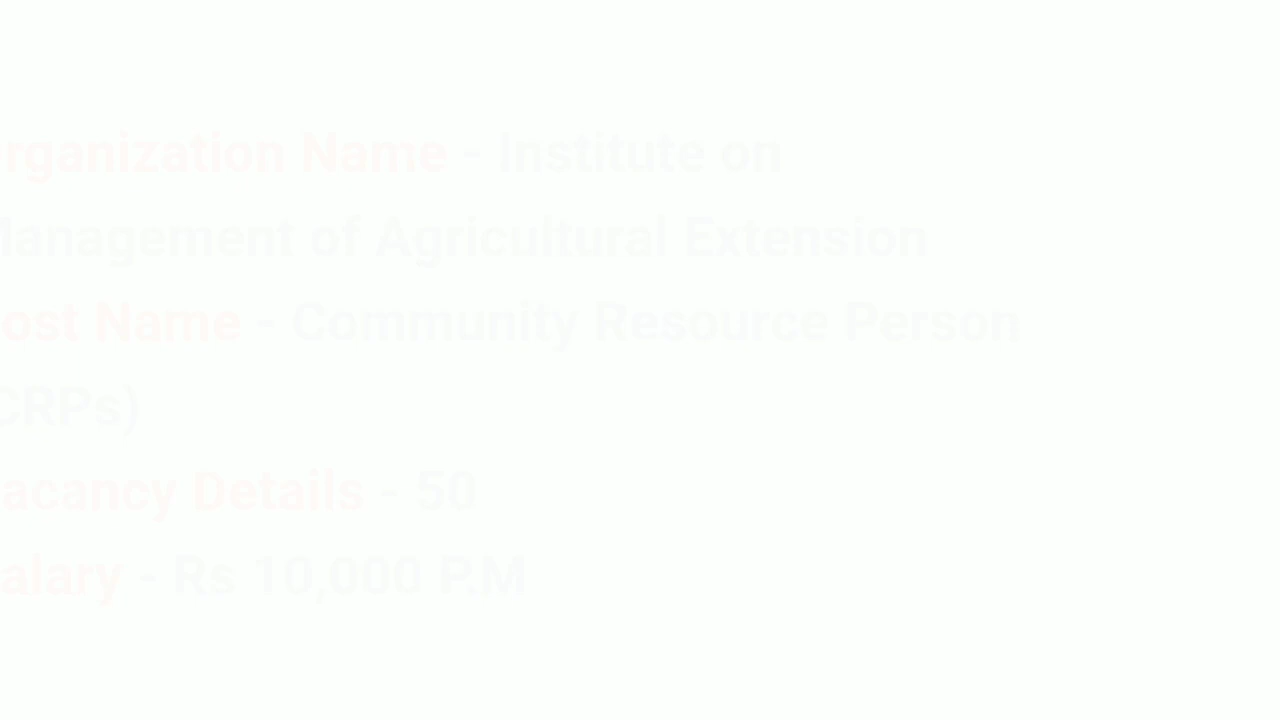 rganization Name - Institute on
Management of Agricultural Extension
ost Name - Community Resource Person
CRPs)
acancy Details - 50
alary - Rs 10,000 P.M